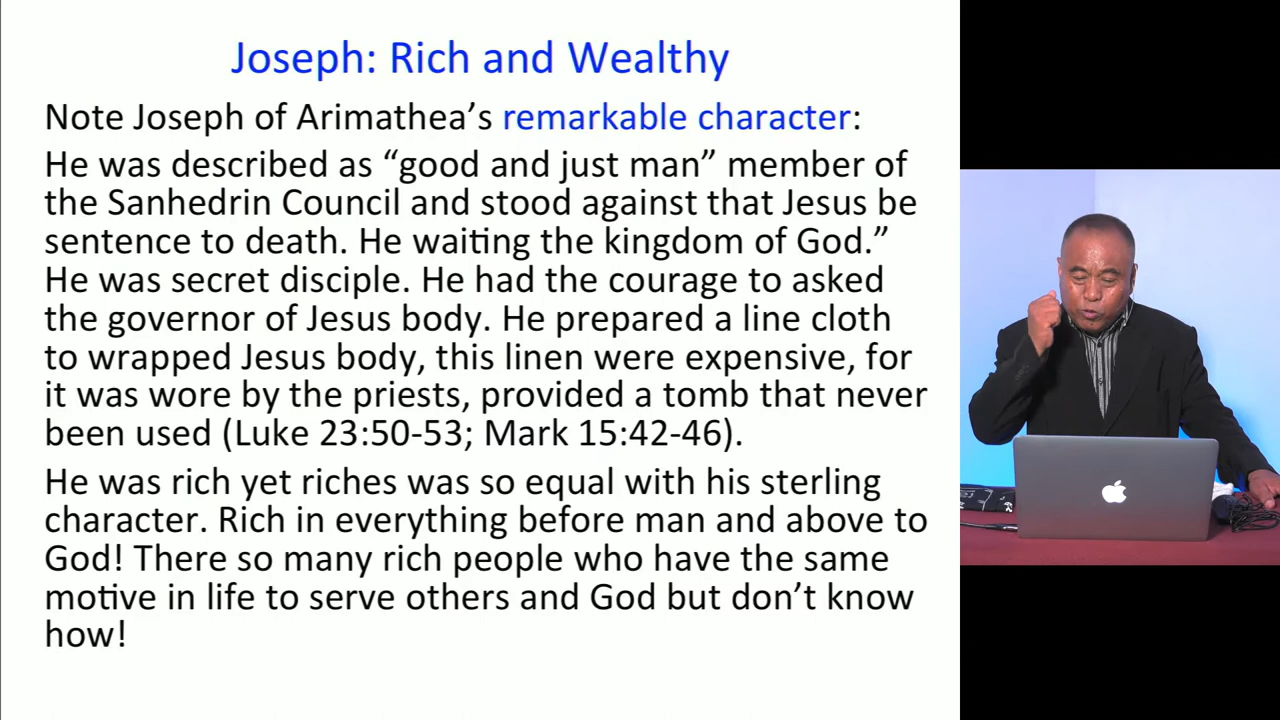 Joseph: Rich and Wealthy
Note Joseph of Arimathea’s remarkable character:
He was described as “good and just man” member of
the Sanhedrin Council and stood against that Jesus be
sentence to death. He waiting the kingdom of God.”
He was secret disciple. He had the courage to asked
the governor of Jesus body. He prepared a line cloth
to wrapped Jesus body, this linen were expensive, for
it was wore by the priests, provided a tomb that never
been used (Luke 23:50-53; Mark 15:42-46).
He was rich yet riches was so equal with his sterling
character. Rich in everything before man and above to
God! There so many rich people who have the same
motive in life to serve others and God but don’t know
how!